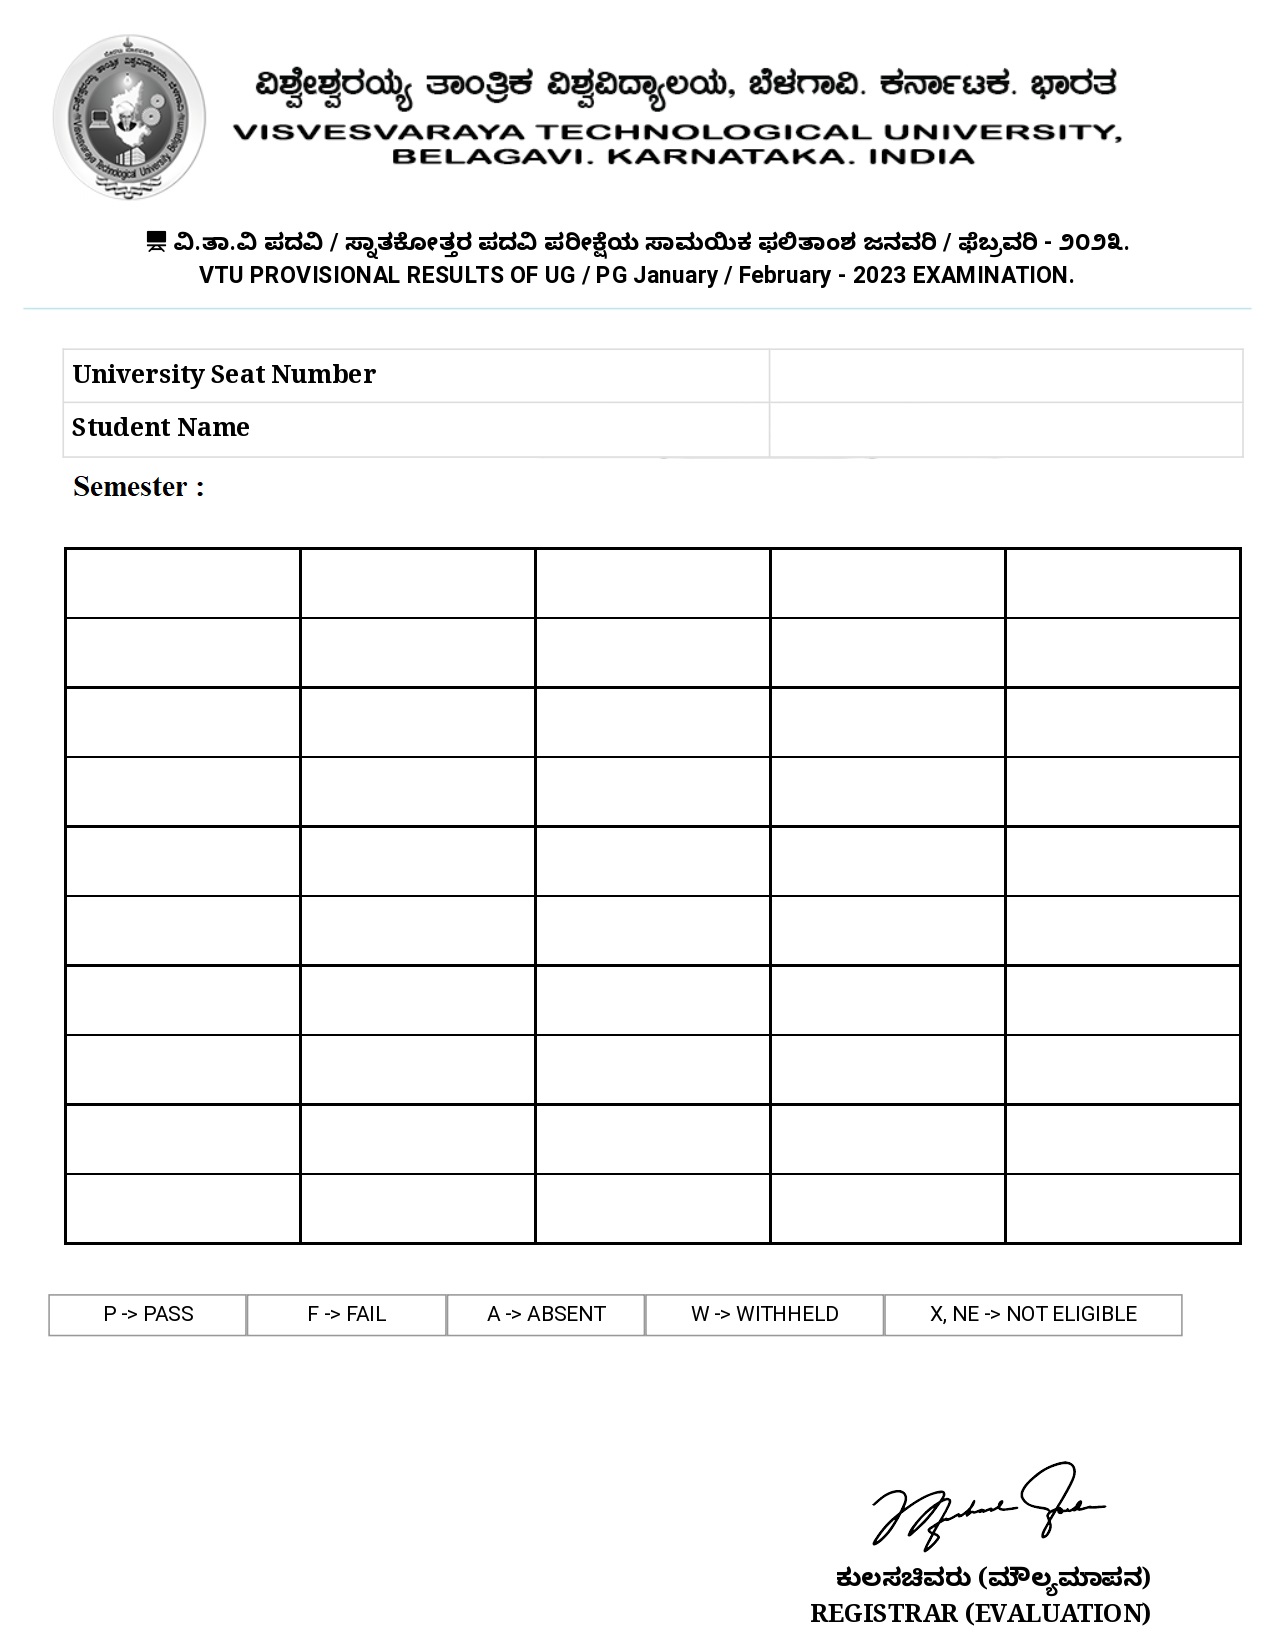 ವಿಶ್ವೇಶ್ವರಯ್ಯ ತಾಂತ್ರಿಕ ವಿಶ್ವವಿದ್ಯಾಲಯ, ಬೆಳಗಾವಿ. ಕರ್ನಾಟಕ. ಭಾರತ
VISVESVARAYA TECHNOLOGICAL UNIVERSITY,
BELAGAVI. KARNATAKA. INDIA
ವಿ.ತಾ.ವಿ ಪದವಿ / ಸ್ನಾತಕೋತ್ತರ ಪದವಿ ಪರೀಕ್ಷೆಯ ಸಾಮಯಿಕ ಫಲಿತಾಂಶ ಜನವರಿ / ಫೆಬ್ರವರಿ - ೨೦೨೩.
VTU PROVISIONAL RESULTS OF UG / PG January / February - 2023 EXAMINATION.
University Seat Number
Student Name
Semester :
P -> PASS F -> FAIL A -> ABSENT W -> WITHHELD X, NE -> NOT ELIGIBLE
ಕುಲಸಚಿವರು (ಮೌಲ್ಯಮಾಪನ)
REGISTRAR (EVALUATION)